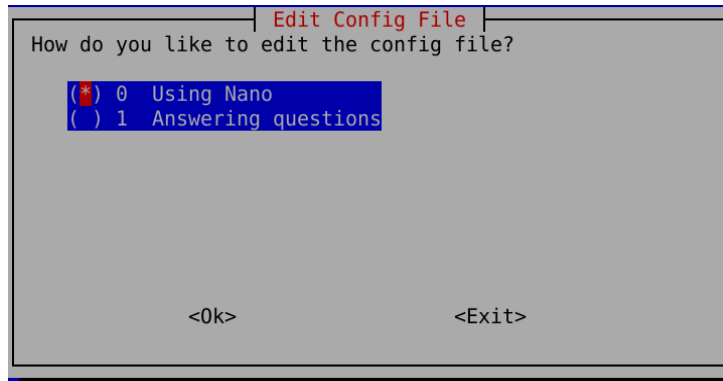 Edit Config File
How do you like to edit the config file?
(*) 0 Using Nano
( ) 1 Answering questions
<Ok> <Exit>